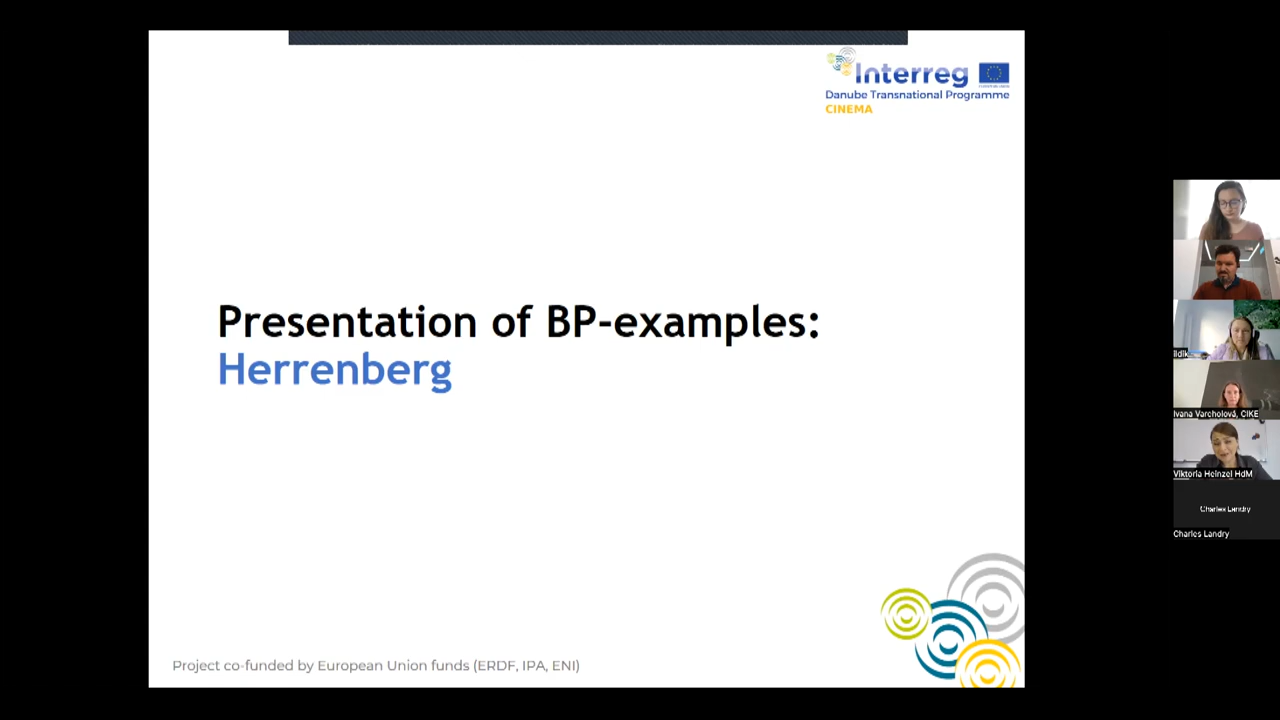 Interreg
Danube Transnational Programme
CINEMA
Presentation of BP-examples:
Herrenberg
Project co-funded by European Union funds (ERDF, IPA, ENI)
ildik
Ivana Varcholová, CIKE
Viktoria Heinzel HdM
Charles Landry
Charles Landry